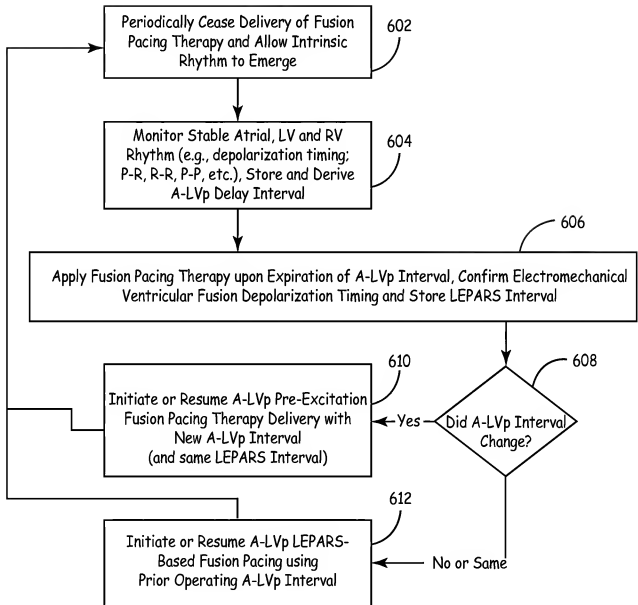 Periodically Cease Delivery of Fusion
Pacing Therapy and Allow Intrinsic
Rhythm to Emerge
602
Monitor Stable Atrial, LV and RV
Rhythm (e.g., depolarization timing;
P-R, R-R, P-P, etc.), Store and Derive
A-LVp Delay Interval
604
606
Apply Fusion Pacing Therapy upon Expiration of A-LVp Interval, Confirm Electromechanical
Ventricular Fusion Depolarization Timing and Store LEPARS Interval
608
Did A-LVp Interval
Change?
Yes
610
Initiate or Resume A-LVp Pre-Excitation
Fusion Pacing Therapy Delivery with
New A-LVp Interval
(and same LEPARS Interval)
No or Same
612
Initiate or Resume A-LVp LEPARS-
Based Fusion Pacing using
Prior Operating A-LVp Interval